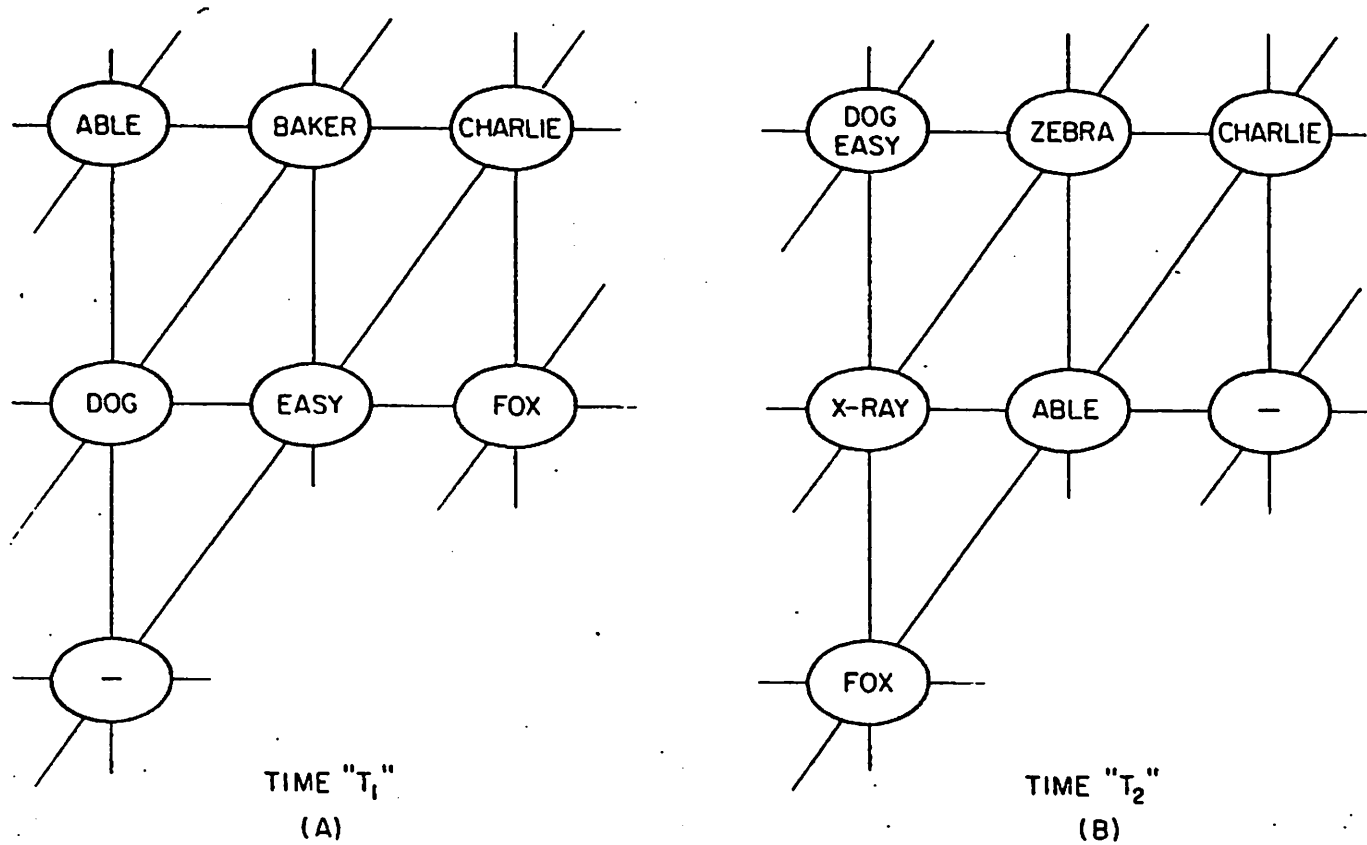 ABLE
BAKER
CHARLIE
DOG
EASY
FOX
–
TIME "T₁"
(A)
DOG
EASY
ZEBRA
CHARLIE
X-RAY
ABLE
–
FOX
TIME "T₂"
(B)